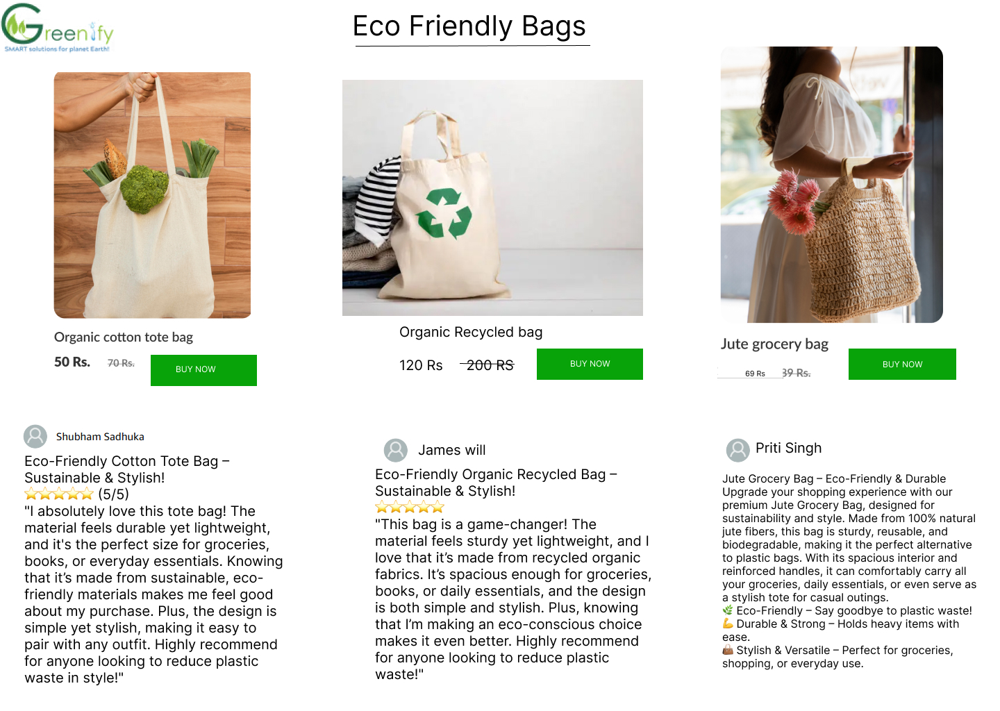 Greenify
SMART solutions for planet Earth!
Eco Friendly Bags
Organic cotton tote bag
50 Rs. 70 Rs. BUY NOW
Organic Recycled bag
120 Rs 200 RS BUY NOW
Jute grocery bag
69 Rs 89 Rs. BUY NOW
Shubham Sadhuka
Eco-Friendly Cotton Tote Bag –
Sustainable & Stylish!
⭐⭐⭐⭐⭐ (5/5)
"I absolutely love this tote bag! The
material feels durable yet lightweight,
and it's the perfect size for groceries,
books, or everyday essentials. Knowing
that it’s made from sustainable, eco-
friendly materials makes me feel good
about my purchase. Plus, the design is
simple yet stylish, making it easy to
pair with any outfit. Highly recommend
for anyone looking to reduce plastic
waste in style!"
James will
Eco-Friendly Organic Recycled Bag –
Sustainable & Stylish!
⭐⭐⭐⭐⭐
"This bag is a game-changer! The
material feels sturdy yet lightweight, and I
love that it’s made from recycled organic
fabrics. It’s spacious enough for groceries,
books, or daily essentials, and the design
is both simple and stylish. Plus, knowing
that I’m making an eco-conscious choice
makes it even better. Highly recommend
for anyone looking to reduce plastic
waste!"
Priti Singh
Jute Grocery Bag – Eco-Friendly & Durable
Upgrade your shopping experience with our
premium Jute Grocery Bag, designed for
sustainability and style. Made from 100% natural
jute fibers, this bag is sturdy, reusable, and
biodegradable, making it the perfect alternative
to plastic bags. With its spacious interior and
reinforced handles, it can comfortably carry all
your groceries, daily essentials, or even serve as
a stylish tote for casual outings.
🌿 Eco-Friendly – Say goodbye to plastic waste!
💪 Durable & Strong – Holds heavy items with
ease.
👜 Stylish & Versatile – Perfect for groceries,
shopping, or everyday use.